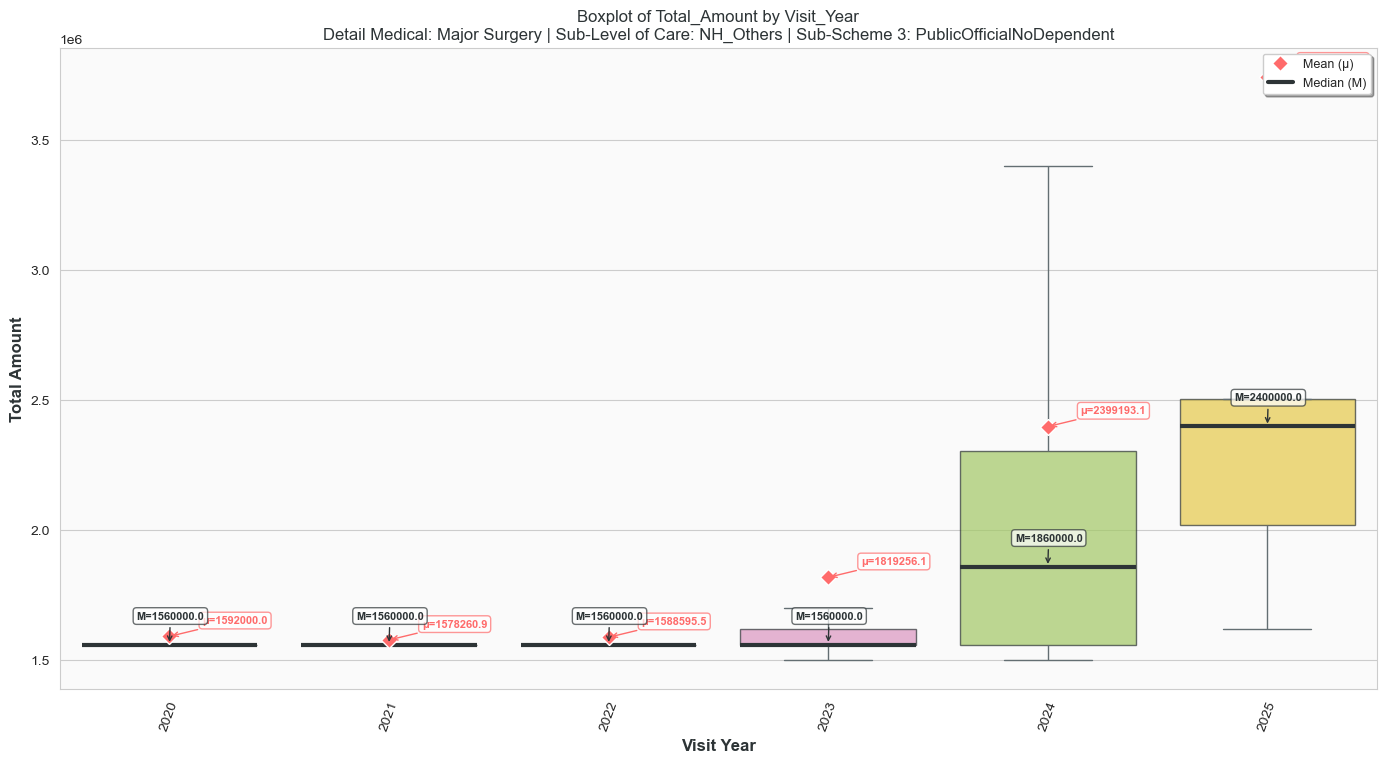 Boxplot of Total_Amount by Visit_Year
Detail Medical: Major Surgery | Sub-Level of Care: NH_Others | Sub-Scheme 3: PublicOfficialNoDependent
1e6
Mean (μ)
Median (M)
3.5
3.0
2.5
2.0
1.5
Total Amount
M=2400000.0
μ=2399193.1
M=1860000.0
μ=1819256.1
M=1560000.0
=1592000.0
M=1560000.0
μ=1578260.9
M=1560000.0
=1588595.5
M=1560000.0
2020
2021
2022
2023
2024
2025
Visit Year